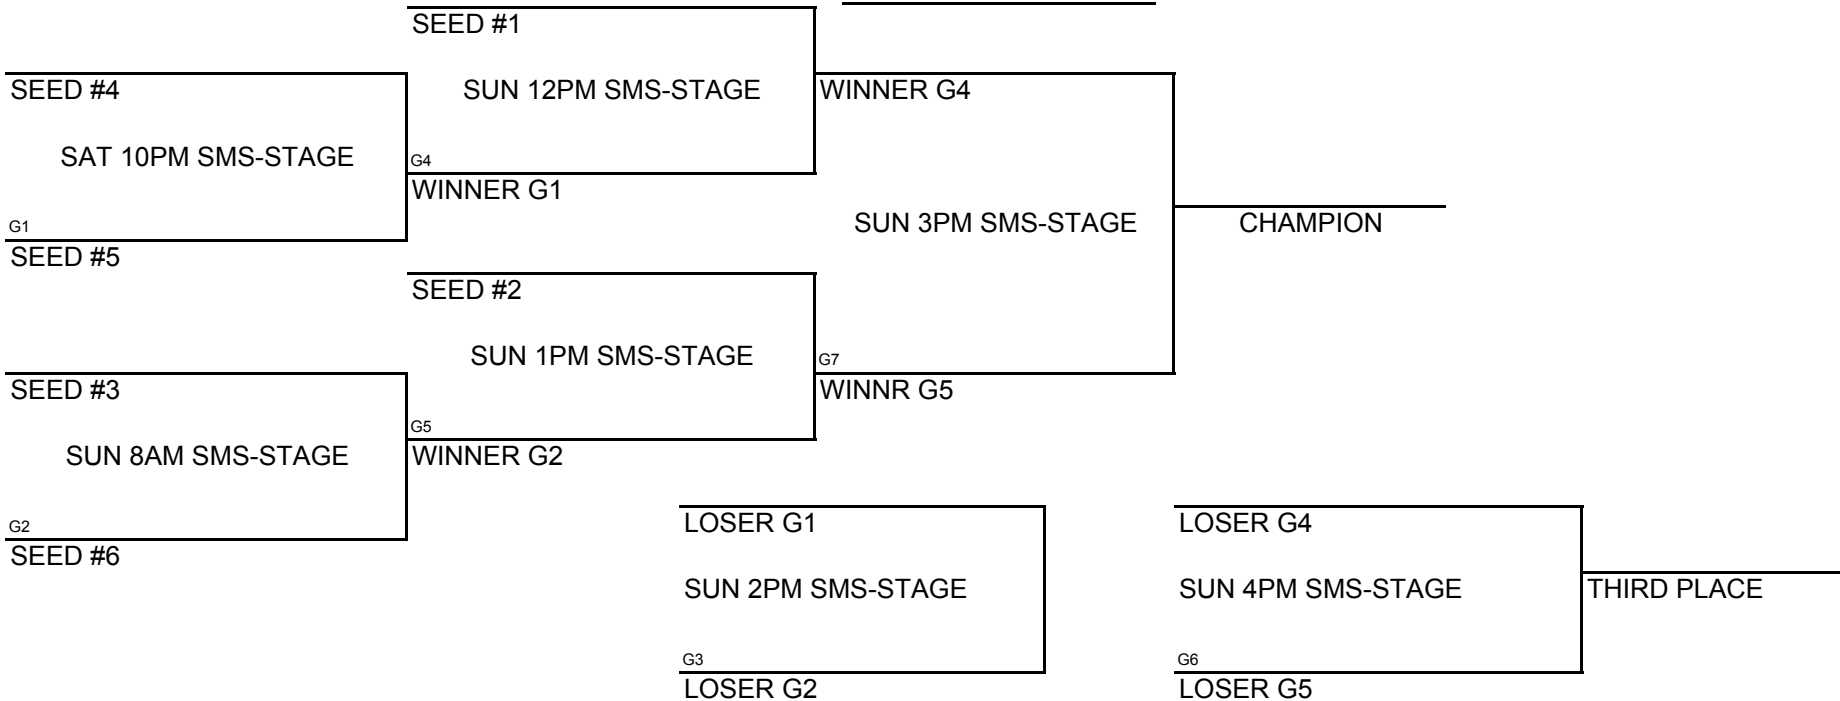 SEED #1
SEED #4
SUN 12PM SMS-STAGE
WINNER G4
SAT 10PM SMS-STAGE
G4
WINNER G1
G1
SUN 3PM SMS-STAGE
CHAMPION
SEED #5
SEED #2
SUN 1PM SMS-STAGE
G7
SEED #3
WINNR G5
G5
SUN 8AM SMS-STAGE
WINNER G2
G2
LOSER G1
LOSER G4
SEED #6
SUN 2PM SMS-STAGE
SUN 4PM SMS-STAGE
THIRD PLACE
G3
G6
LOSER G2
LOSER G5